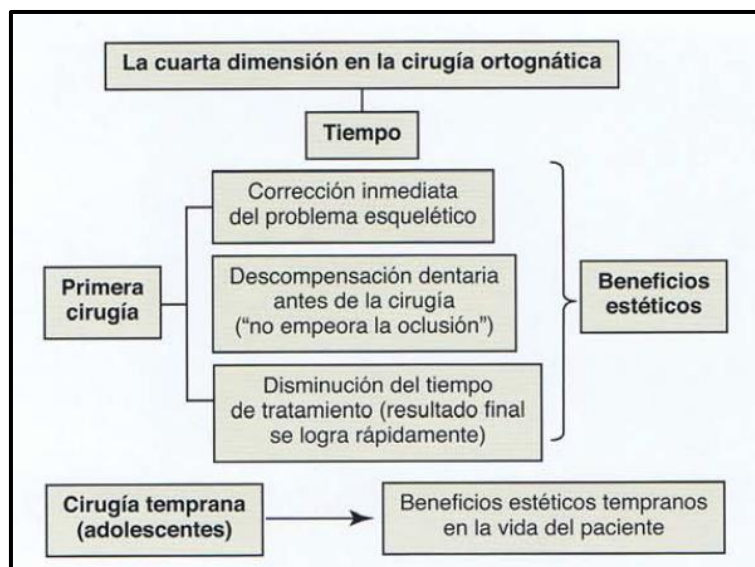 La cuarta dimensión en la cirugía ortognática
Tiempo
Primera
cirugía
Corrección inmediata
del problema esquelético
Descompensación dentaria
antes de la cirugía
(“no empeora la oclusión”)
Disminución del tiempo
de tratamiento (resultado final
se logra rápidamente)
Beneficios
estéticos
Cirugía temprana
(adolescentes)
Beneficios estéticos tempranos
en la vida del paciente